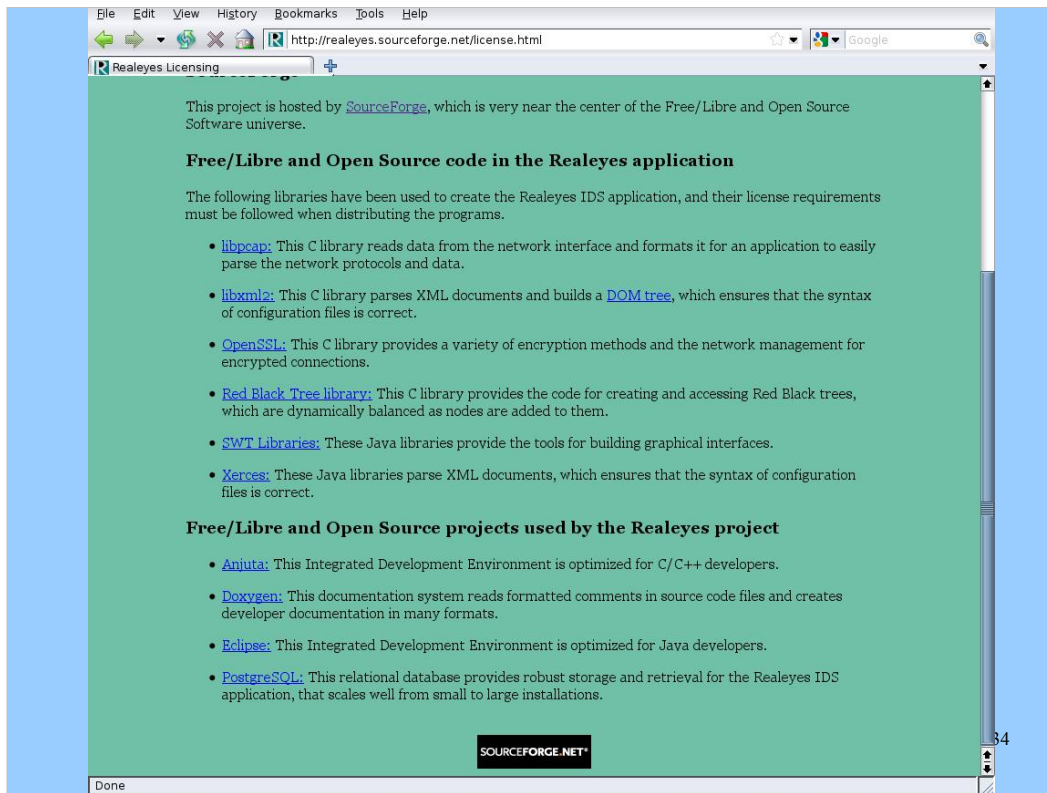 File Edit View History Bookmarks Tools Help
http://realeyes.sourceforge.net/license.html Google
Realeyes Licensing
SourceForge
This project is hosted by SourceForge, which is very near the center of the Free/Libre and Open Source
Software universe.
Free/Libre and Open Source code in the Realeyes application
The following libraries have been used to create the Realeyes IDS application, and their license requirements
must be followed when distributing the programs.
• libpcap: This C library reads data from the network interface and formats it for an application to easily
parse the network protocols and data.
• libxml2: This C library parses XML documents and builds a DOM tree, which ensures that the syntax
of configuration files is correct.
• OpenSSL: This C library provides a variety of encryption methods and the network management for
encrypted connections.
• Red Black Tree library: This C library provides the code for creating and accessing Red Black trees,
which are dynamically balanced as nodes are added to them.
• SWT Libraries: These Java libraries provide the tools for building graphical interfaces.
• Xerces: These Java libraries parse XML documents, which ensures that the syntax of configuration
files is correct.
Free/Libre and Open Source projects used by the Realeyes project
• Anjuta: This Integrated Development Environment is optimized for C/C++ developers.
• Doxygen: This documentation system reads formatted comments in source code files and creates
developer documentation in many formats.
• Eclipse: This Integrated Development Environment is optimized for Java developers.
• PostgreSQL: This relational database provides robust storage and retrieval for the Realeyes IDS
application, that scales well from small to large installations.
SOURCEFORGE.NET®
34
Done